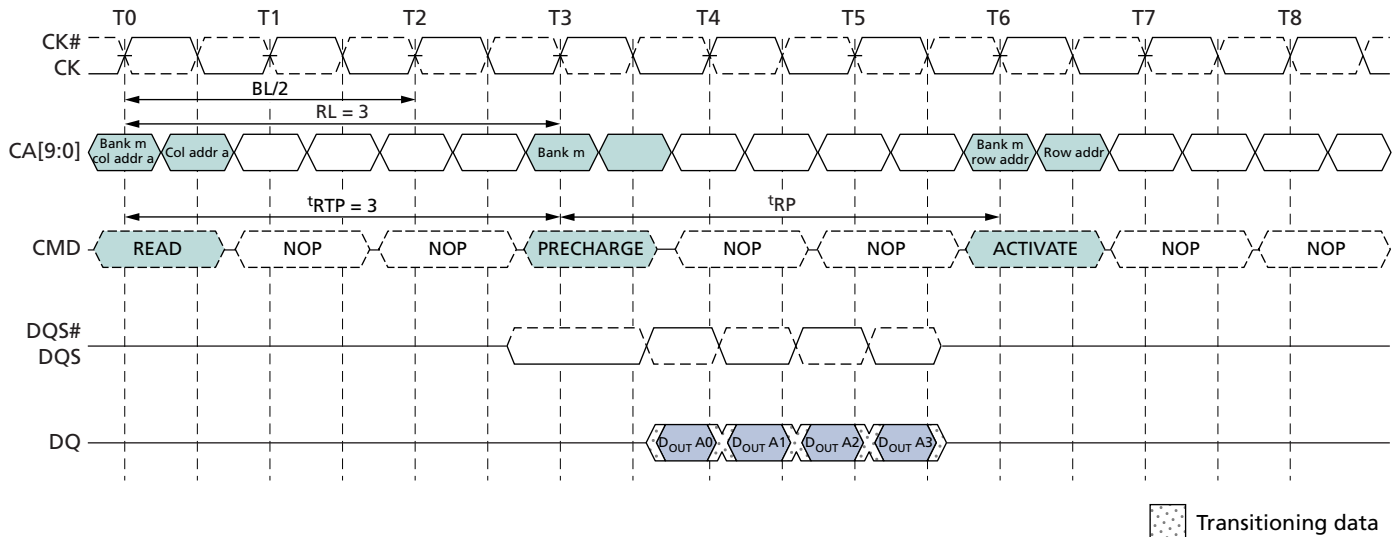 T0 T1 T2 T3 T4 T5 T6 T7 T8
CK#
CK
BL/2
RL = 3
CA[9:0]
Bank m col addr a
Col addr a
Bank m
Bank m row addr
Row addr
tRTP = 3
tRP
CMD READ NOP NOP PRECHARGE NOP NOP ACTIVATE NOP NOP
DQS#
DQS
DQ DOUT A0 DOUT A1 DOUT A2 DOUT A3
Transitioning data